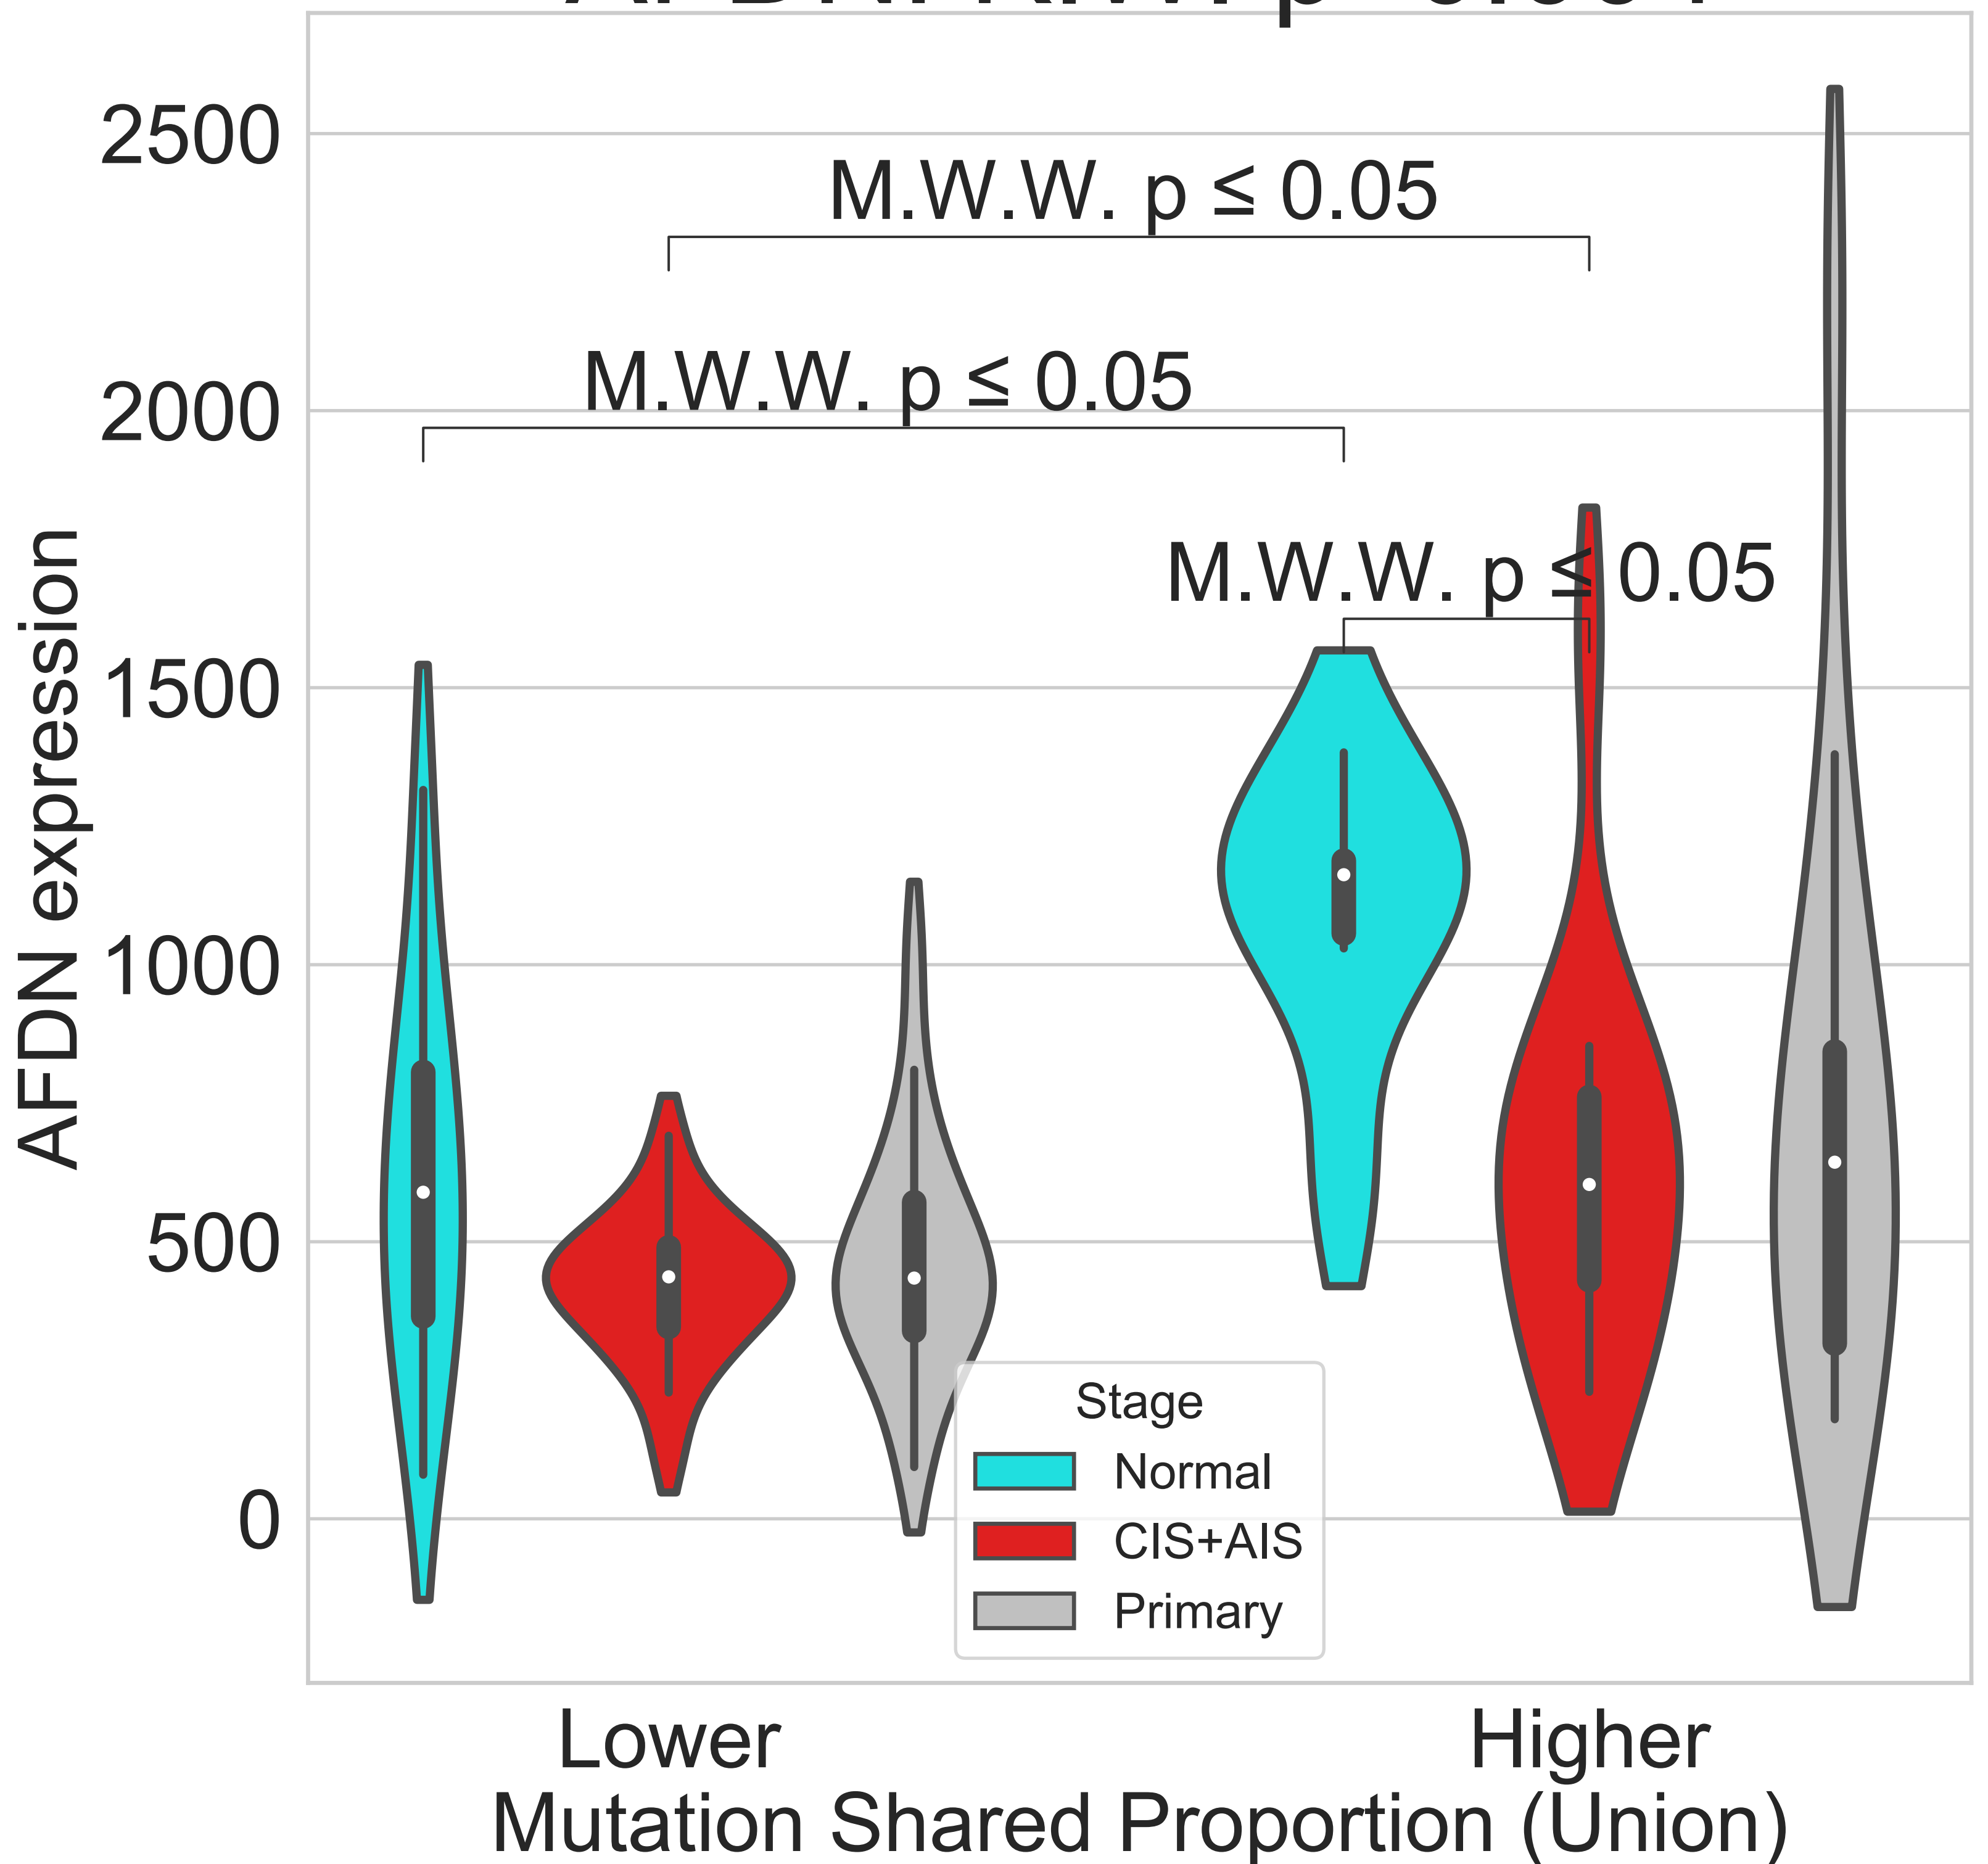 2500
M.W.W. p ≤ 0.05
2000
M.W.W. p ≤ 0.05
1500
M.W.W. p ≤ 0.05
1000
500
0
AFDN expression
Stage
Normal
CIS+AIS
Primary
Lower
Higher
Mutation Shared Proportion (Union)